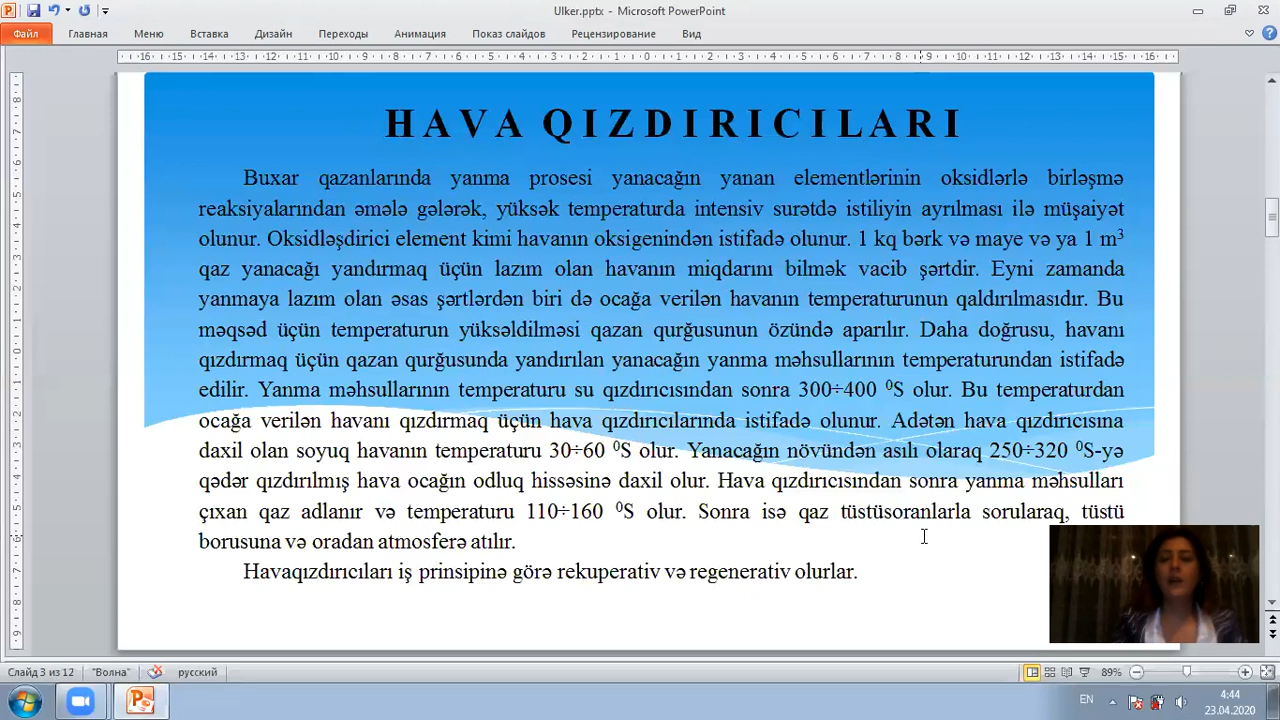 Ulker.pptx - Microsoft PowerPoint
Файл Главная Меню Вставка Дизайн Переходы Анимация Показ слайдов Рецензирование Вид
HAVA QIZDIRICILARI
Buxar qazanlarında yanma prosesi yanacağın yanan elementlərinin oksidlərlə birləşmə
reaksiyalarından əmələ gələrək, yüksək temperaturda intensiv surətdə istiliyin ayrılması ilə müşaiyət
olunur. Oksidləşdirici element kimi havanın oksigenindən istifadə olunur. 1 kq bərk və maye və ya 1 m³
qaz yanacağı yandırmaq üçün lazım olan havanın miqdarını bilmək vacib şərtdir. Eyni zamanda
yanmaya lazım olan əsas şərtlərdən biri də ocağa verilən havanın temperaturunun qaldırılmasıdır. Bu
məqsəd üçün temperaturun yüksəldilməsi qazan qurğusunun özündə aparılır. Daha doğrusu, havanı
qızdırmaq üçün qazan qurğusunda yandırılan yanacağın yanma məhsullarının temperaturundan istifadə
edilir. Yanma məhsullarının temperaturu su qızdırıcısından sonra 300÷400 ⁰S olur. Bu temperaturdan
ocağa verilən havanı qızdırmaq üçün hava qızdırıcılarında istifadə olunur. Adətən hava qızdırıcısına
daxil olan soyuq havanın temperaturu 30÷60 ⁰S olur. Yanacağın növündən asılı olaraq 250÷320 ⁰S-yə
qədər qızdırılmış hava ocağın odluq hissəsinə daxil olur. Hava qızdırıcısından sonra yanma məhsulları
çıxan qaz adlanır və temperaturu 110÷160 ⁰S olur. Sonra isə qaz tüstüsoranlarla sorularaq, tüstü
borusuna və oradan atmosferə atılır.
Havaqızdırıcıları iş prinsipinə görə rekuperativ və regenerativ olurlar.
Слайд 3 из 12 "Волна" русский 89%
EN 4:44
23.04.2020